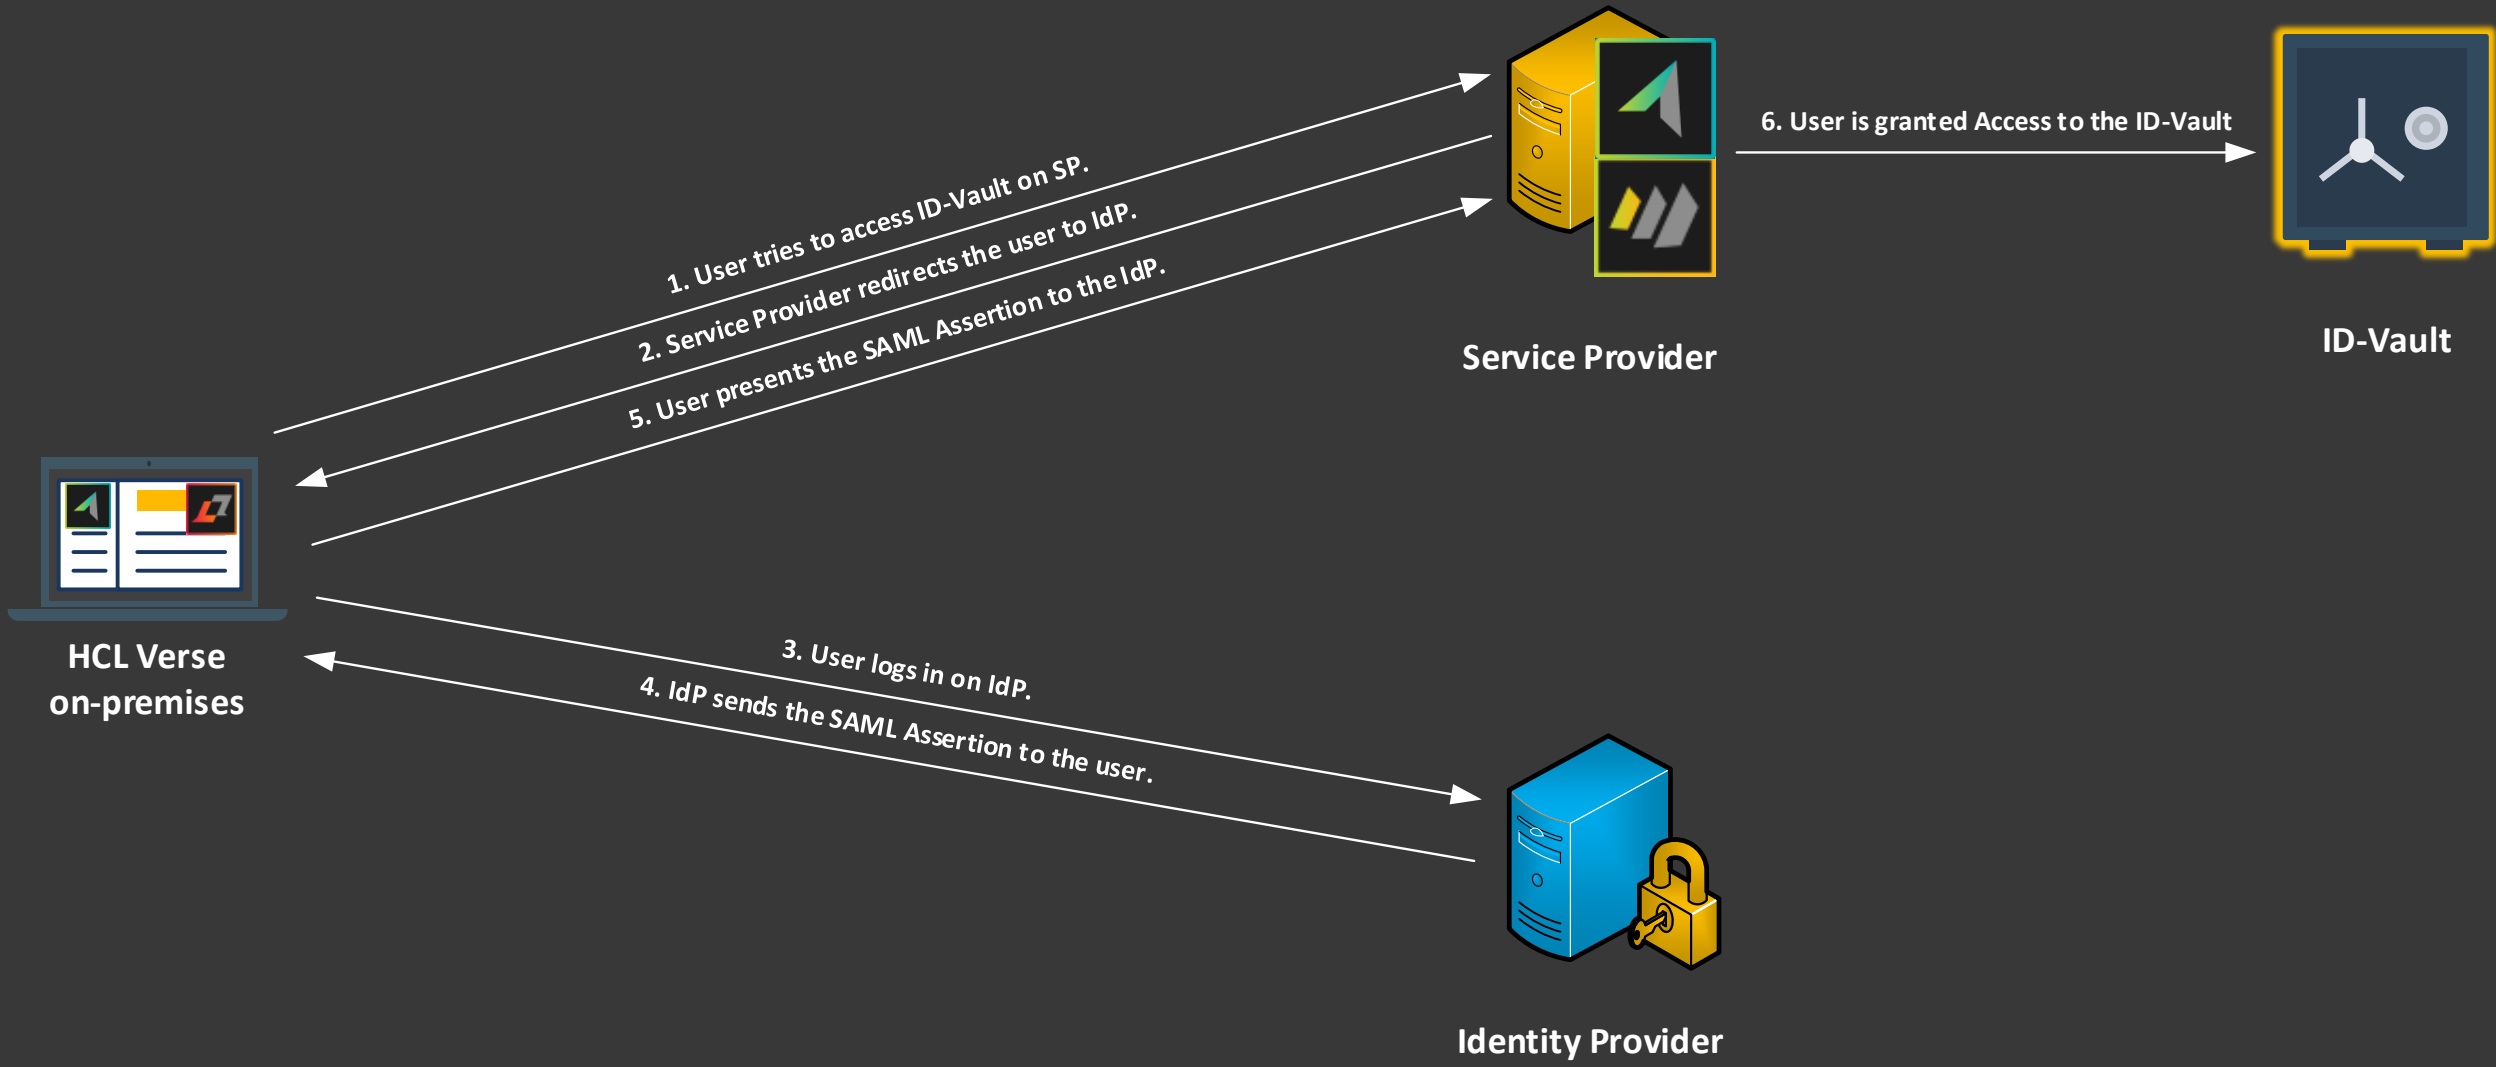 6. User is granted Access to the ID-Vault
1. User tries to access ID-Vault on SP.
2. Service Provider redirects the user to IdP.
5. User presents the SAML Assertion to the IdP.
Service Provider
ID-Vault
HCL Verse
on-premises
3. User logs in on IdP.
4. IdP sends the SAML Assertion to the user.
Identity Provider